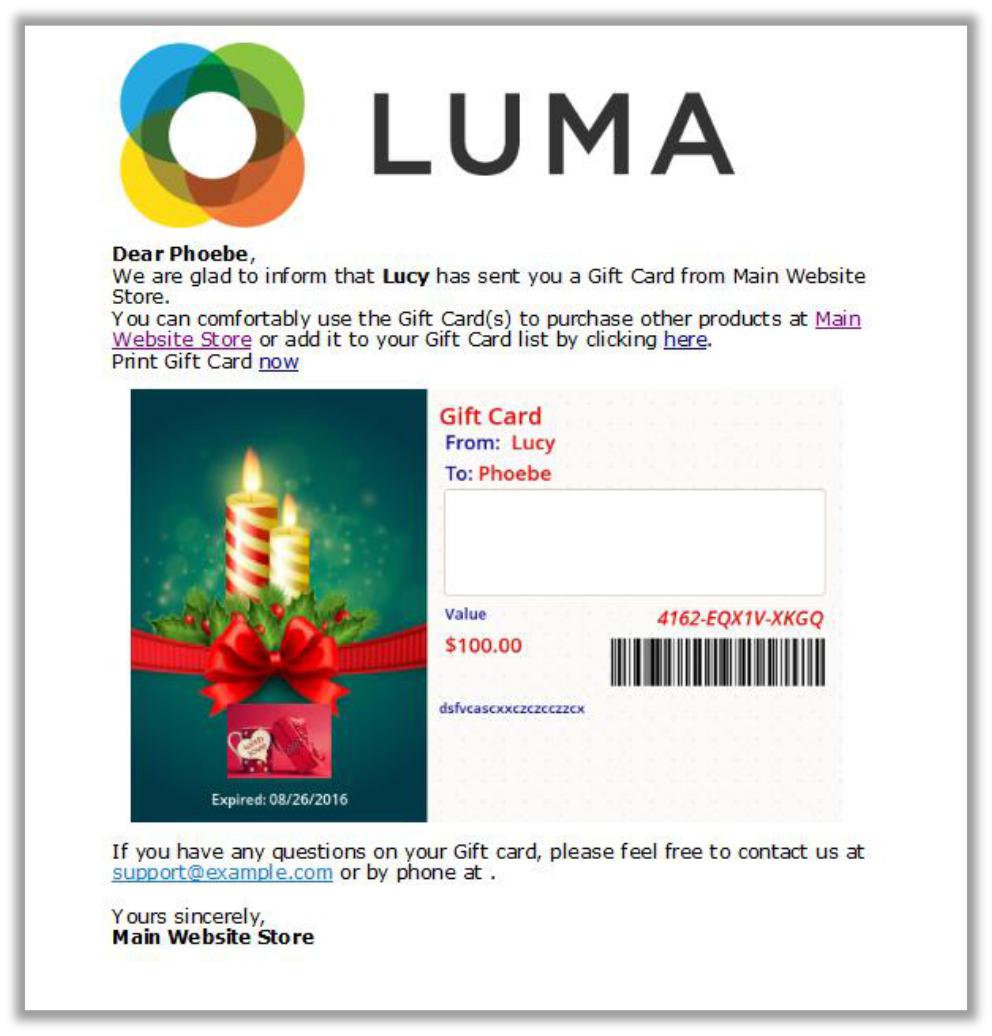 LUMA
Dear Phoebe,
We are glad to inform that Lucy has sent you a Gift Card from Main Website
Store.
You can comfortably use the Gift Card(s) to purchase other products at Main
Website Store or add it to your Gift Card list by clicking here.
Print Gift Card now
Gift Card
From: Lucy
To: Phoebe
Value
4162-EQX1V-XKGQ
$100.00
dsfvcascxxczczcczzcx
with
love
Expired: 08/26/2016
If you have any questions on your Gift card, please feel free to contact us at
support@example.com or by phone at .
Yours sincerely,
Main Website Store